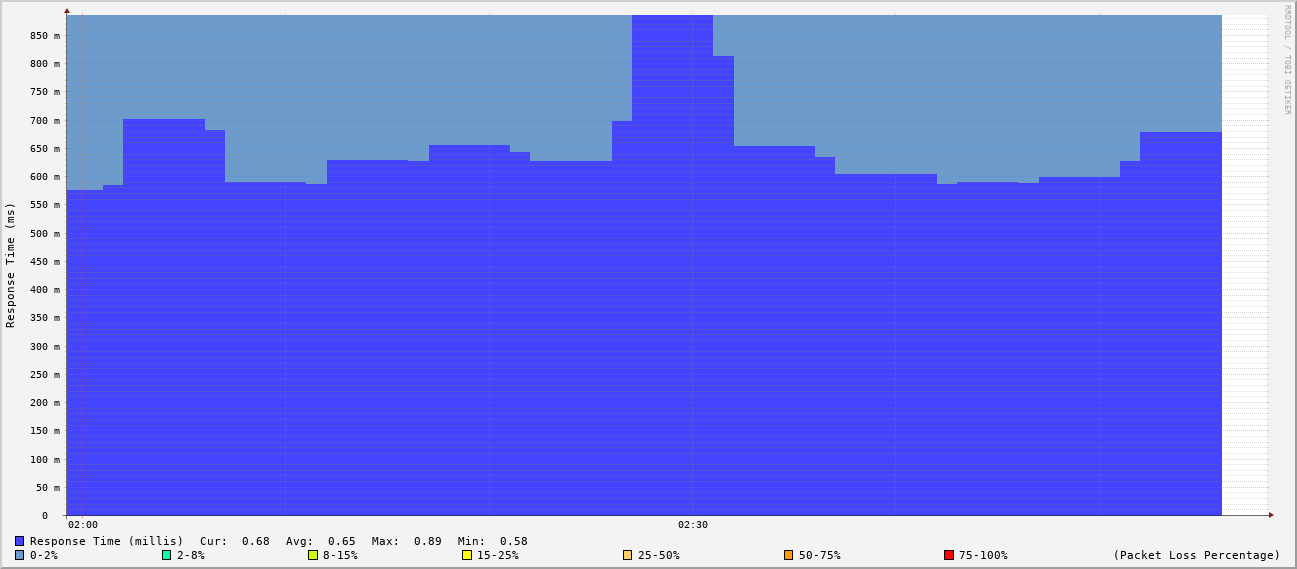 RRDTOOL / TOBI OETIKER
Response Time (ms)
850 m
800 m
750 m
700 m
650 m
600 m
550 m
500 m
450 m
400 m
350 m
300 m
250 m
200 m
150 m
100 m
50 m
0
02:00 02:30
Response Time (millis) Cur: 0.68 Avg: 0.65 Max: 0.89 Min: 0.58
0-2% 2-8% 8-15% 15-25% 25-50% 50-75% 75-100% (Packet Loss Percentage)